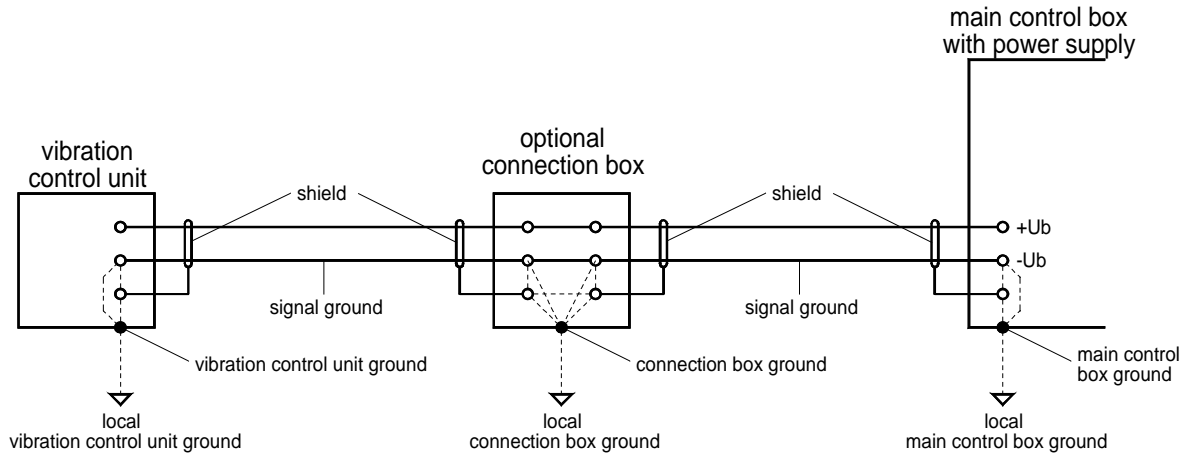 main control box
with power supply
optional
connection box
vibration
control unit
shield
shield
+Ub
-Ub
signal ground
signal ground
vibration control unit ground
connection box ground
main control
box ground
local
vibration control unit ground
local
connection box ground
local
main control box ground